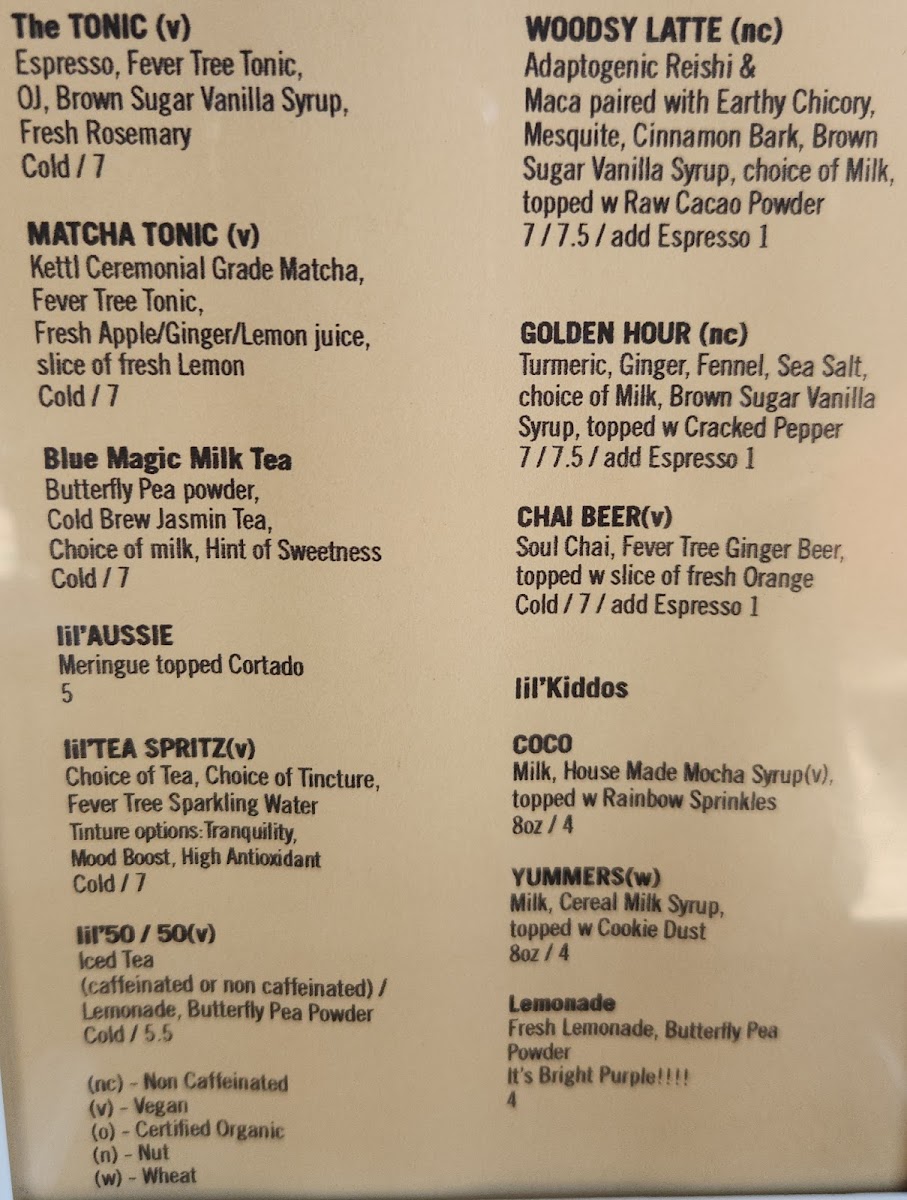 The TONIC (v)
Espresso, Fever Tree Tonic,
OJ, Brown Sugar Vanilla Syrup,
Fresh Rosemary
Cold / 7
MATCHA TONIC (v)
Kettl Ceremonial Grade Matcha,
Fever Tree Tonic,
Fresh Apple/Ginger/Lemon juice,
slice of fresh Lemon
Cold / 7
Blue Magic Milk Tea
Butterfly Pea powder,
Cold Brew Jasmin Tea,
Choice of milk, Hint of Sweetness
Cold / 7
lil'AUSSIE
Meringue topped Cortado
5
lil'TEA SPRITZ(v)
Choice of Tea, Choice of Tincture,
Fever Tree Sparkling Water
Tinture options:Tranquility,
Mood Boost, High Antioxidant
Cold / 7
lil'50 / 50(v)
Iced Tea
(caffeinated or non caffeinated) /
Lemonade, Butterfly Pea Powder
Cold / 5.5
(nc) - Non Caffeinated
(v) - Vegan
(o) - Certified Organic
(n) - Nut
(w) - Wheat
WOODSY LATTE (nc)
Adaptogenic Reishi &
Maca paired with Earthy Chicory,
Mesquite, Cinnamon Bark, Brown
Sugar Vanilla Syrup, choice of Milk,
topped w Raw Cacao Powder
7 / 7.5 / add Espresso 1
GOLDEN HOUR (nc)
Turmeric, Ginger, Fennel, Sea Salt,
choice of Milk, Brown Sugar Vanilla
Syrup, topped w Cracked Pepper
7 / 7.5 / add Espresso 1
CHAI BEER(v)
Soul Chai, Fever Tree Ginger Beer,
topped w slice of fresh Orange
Cold / 7 / add Espresso 1
lil'Kiddos
COCO
Milk, House Made Mocha Syrup(v),
topped w Rainbow Sprinkles
8oz / 4
YUMMERS(w)
Milk, Cereal Milk Syrup,
topped w Cookie Dust
8oz / 4
Lemonade
Fresh Lemonade, Butterfly Pea
Powder
It's Bright Purple!!!!
4